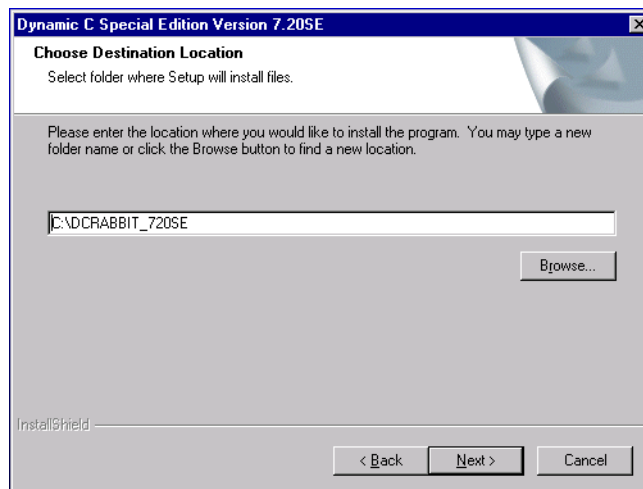 Dynamic C Special Edition Version 7.20SE
Choose Destination Location
Select folder where Setup will install files.
Please enter the location where you would like to install the program.  You may type a new
folder name or click the Browse button to find a new location.
C:\DCRABBIT_720SE
Browse...
InstallShield
< Back
Next >
Cancel